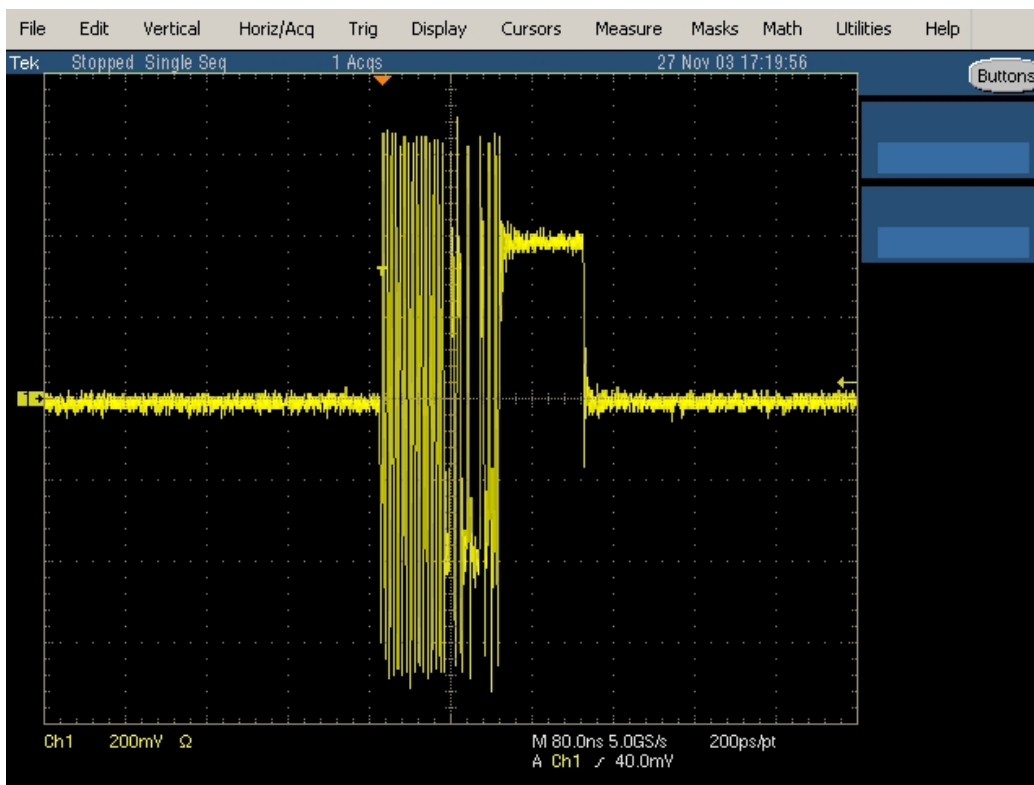 File Edit Vertical Horiz/Acq Trig Display Cursors Measure Masks Math Utilities Help
Tek Stopped Single Seq 1 Acqs 27 Nov 03 17:19:56 Buttons
1
Ch1 200mV Ω M 80.0ns 5.0GS/s 200ps/pt
A Ch1 ⁄ 40.0mV